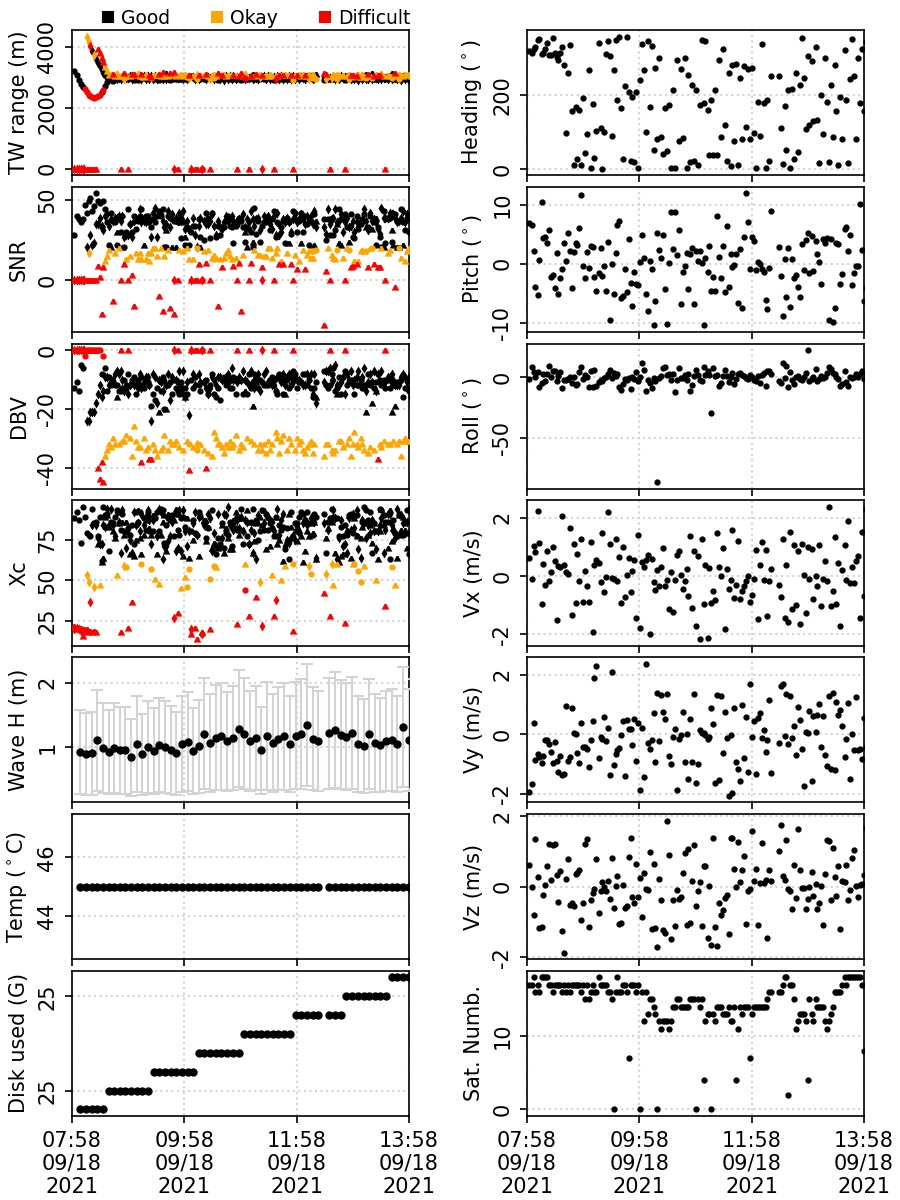 Good Okay Difficult
TW range (m)
4000
2000
0
Heading (°)
200
0
SNR
50
0
Pitch (°)
10
0
-10
DBV
0
-20
-40
Roll (°)
0
-50
Xc
75
50
25
Vx (m/s)
2
0
-2
Wave H (m)
2
1
Vy (m/s)
2
0
-2
Temp (°C)
46
44
Vz (m/s)
2
0
-2
Disk used (G)
25
25
Sat. Numb.
10
0
07:58 09:58 11:58 13:58
09/18 09/18 09/18 09/18
2021 2021 2021 2021
07:58 09:58 11:58 13:58
09/18 09/18 09/18 09/18
2021 2021 2021 2021